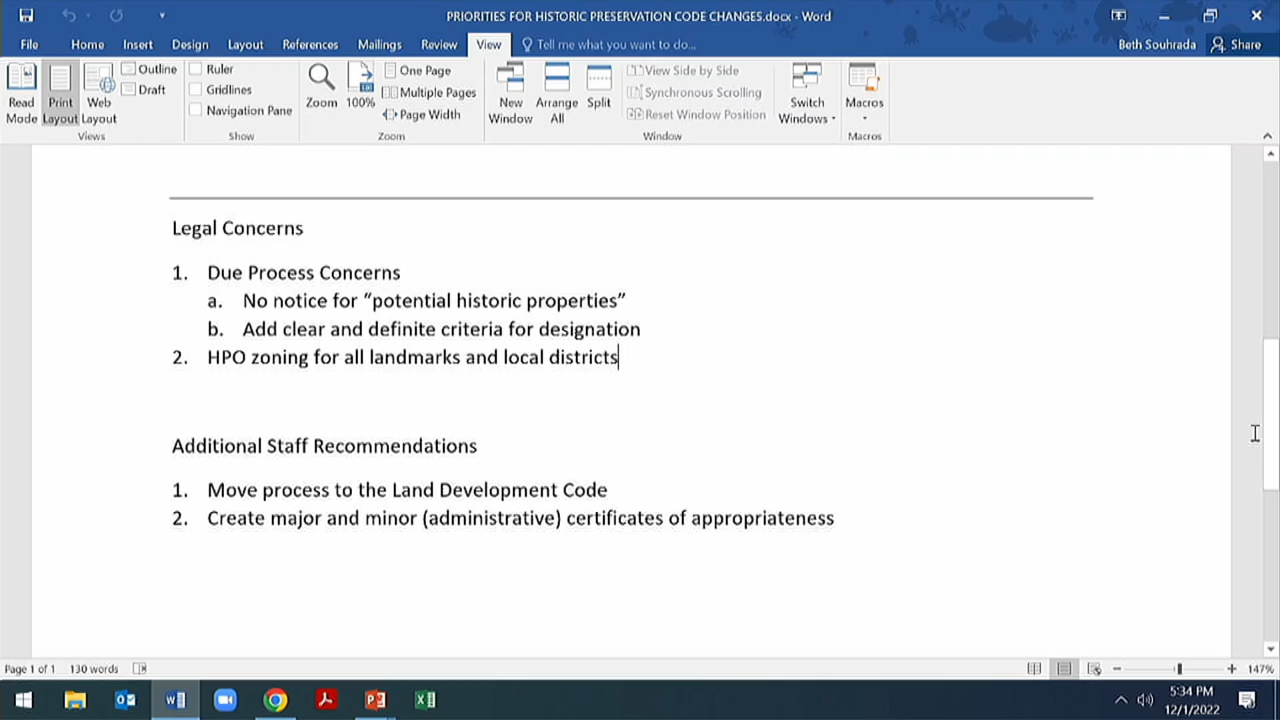 PRIORITIES FOR HISTORIC PRESERVATION CODE CHANGES.docx - Word
File Home Insert Design Layout References Mailings Review View Tell me what you want to do... Beth Souhrada Share
Read Mode Print Layout Web Layout Outline Draft Views
Ruler Gridlines Navigation Pane Show
Zoom 100% One Page Multiple Pages Page Width Zoom
New Window Arrange All Split View Side by Side Synchronous Scrolling Reset Window Position Switch Windows Window
Macros Macros
Legal Concerns
1. Due Process Concerns
a. No notice for “potential historic properties”
b. Add clear and definite criteria for designation
2. HPO zoning for all landmarks and local districts
Additional Staff Recommendations
1. Move process to the Land Development Code
2. Create major and minor (administrative) certificates of appropriateness
Page 1 of 1 130 words 147%
5:34 PM
12/1/2022